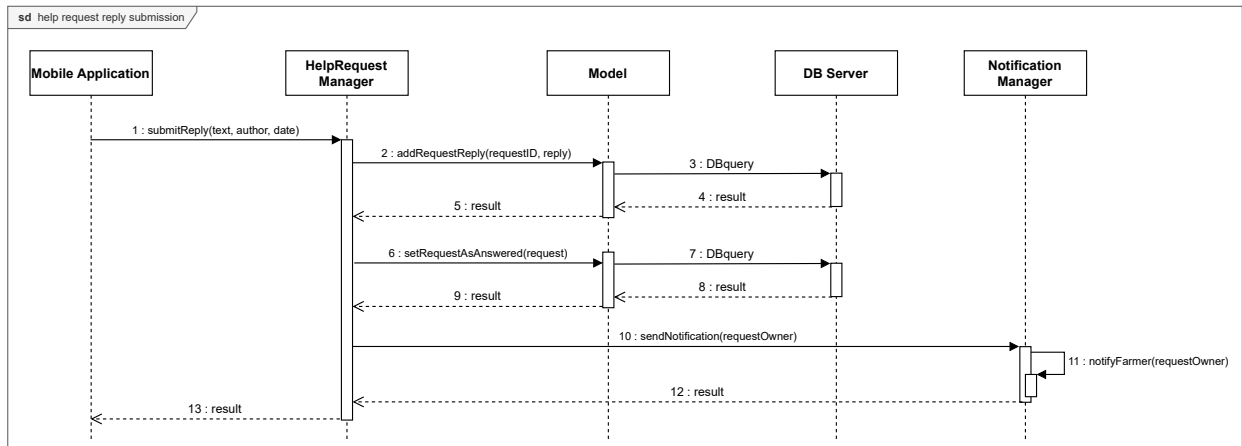 sd help request reply submission
Mobile Application
HelpRequest
Manager
Model
DB Server
Notification
Manager
1 : submitReply(text, author, date)
2 : addRequestReply(requestID, reply)
3 : DBquery
4 : result
5 : result
6 : setRequestAsAnswered(request)
7 : DBquery
8 : result
9 : result
10 : sendNotification(requestOwner)
11 : notifyFarmer(requestOwner)
12 : result
13 : result